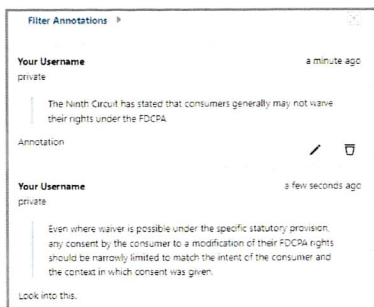 Filter Annotations
Your Username a minute ago
private
The Ninth Circuit has stated that consumers generally may not waive
their rights under the FDCPA
Annotation
Your Username a few seconds ago
private
Even where waiver is possible under the specific statutory provision,
any consent by the consumer to a modification of their FDCPA rights
should be narrowly limited to match the intent of the consumer and
the context in which consent was given.
Look into this.